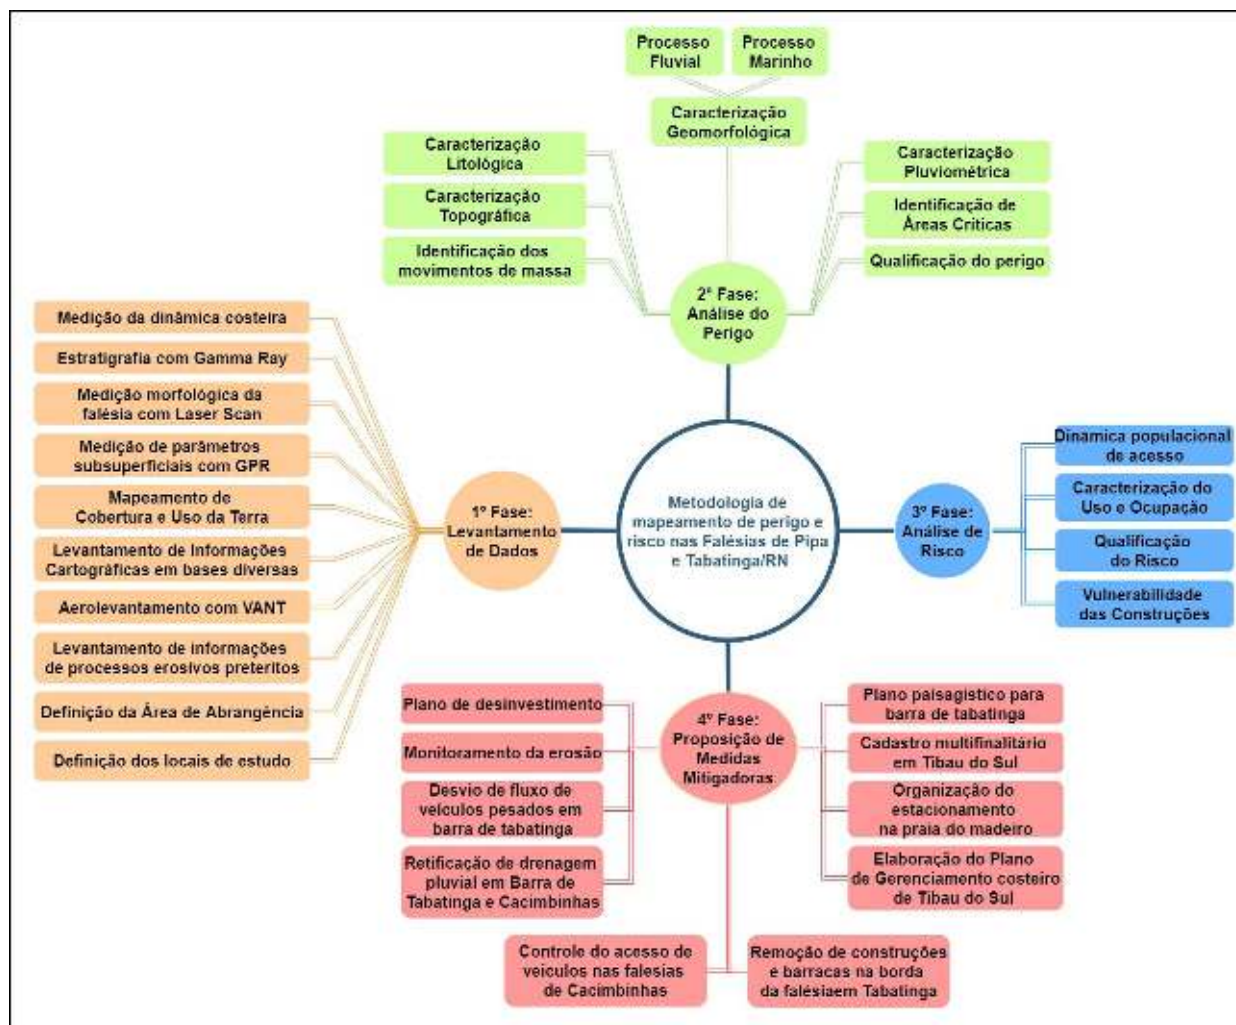 Processo
Fluvial
Processo
Marinho
Caracterização
Geomorfológica
Caracterização
Litológica
Caracterização
Topográfica
Identificação dos
movimentos de massa
Caracterização
Pluviométrica
Identificação de
Áreas Críticas
Qualificação do perigo
2ª Fase:
Análise do
Perigo
Medição da dinâmica costeira
Estratigrafia com Gamma Ray
Medição morfológica da
falésia com Laser Scan
Medição de parâmetros
subsuperficiais com GPR
Mapeamento de
Cobertura e Uso da Terra
Levantamento de Informações
Cartográficas em bases diversas
Aerolevantamento com VANT
Levantamento de informações
de processos erosivos preteritos
Definição da Área de Abrangência
Definição dos locais de estudo
1ª Fase:
Levantamento
de Dados
Metodologia de
mapeamento de perigo e
risco nas Falésias de Pipa
e Tabatinga/RN
3ª Fase:
Análise de
Risco
Dinamica populacional
de acesso
Caracterização do
Uso e Ocupação
Qualificação
do Risco
Vulnerabilidade
das Construções
4ª Fase:
Proposição de
Medidas
Mitigadoras
Plano de desinvestimento
Monitoramento da erosão
Desvio de fluxo de
veículos pesados em
barra de tabatinga
Retificação de drenagem
pluvial em Barra de
Tabatinga e Cacimbinhas
Plano paisagistico para
barra de tabatinga
Cadastro multifinalitário
em Tibau do Sul
Organização do
estacionamento
na praia do madeiro
Elaboração do Plano
de Gerenciamento costeiro
de Tibau do Sul
Controle do acesso de
veiculos nas falesias
de Cacimbinhas
Remoção de construções
e barracas na borda
da falésiaem Tabatinga